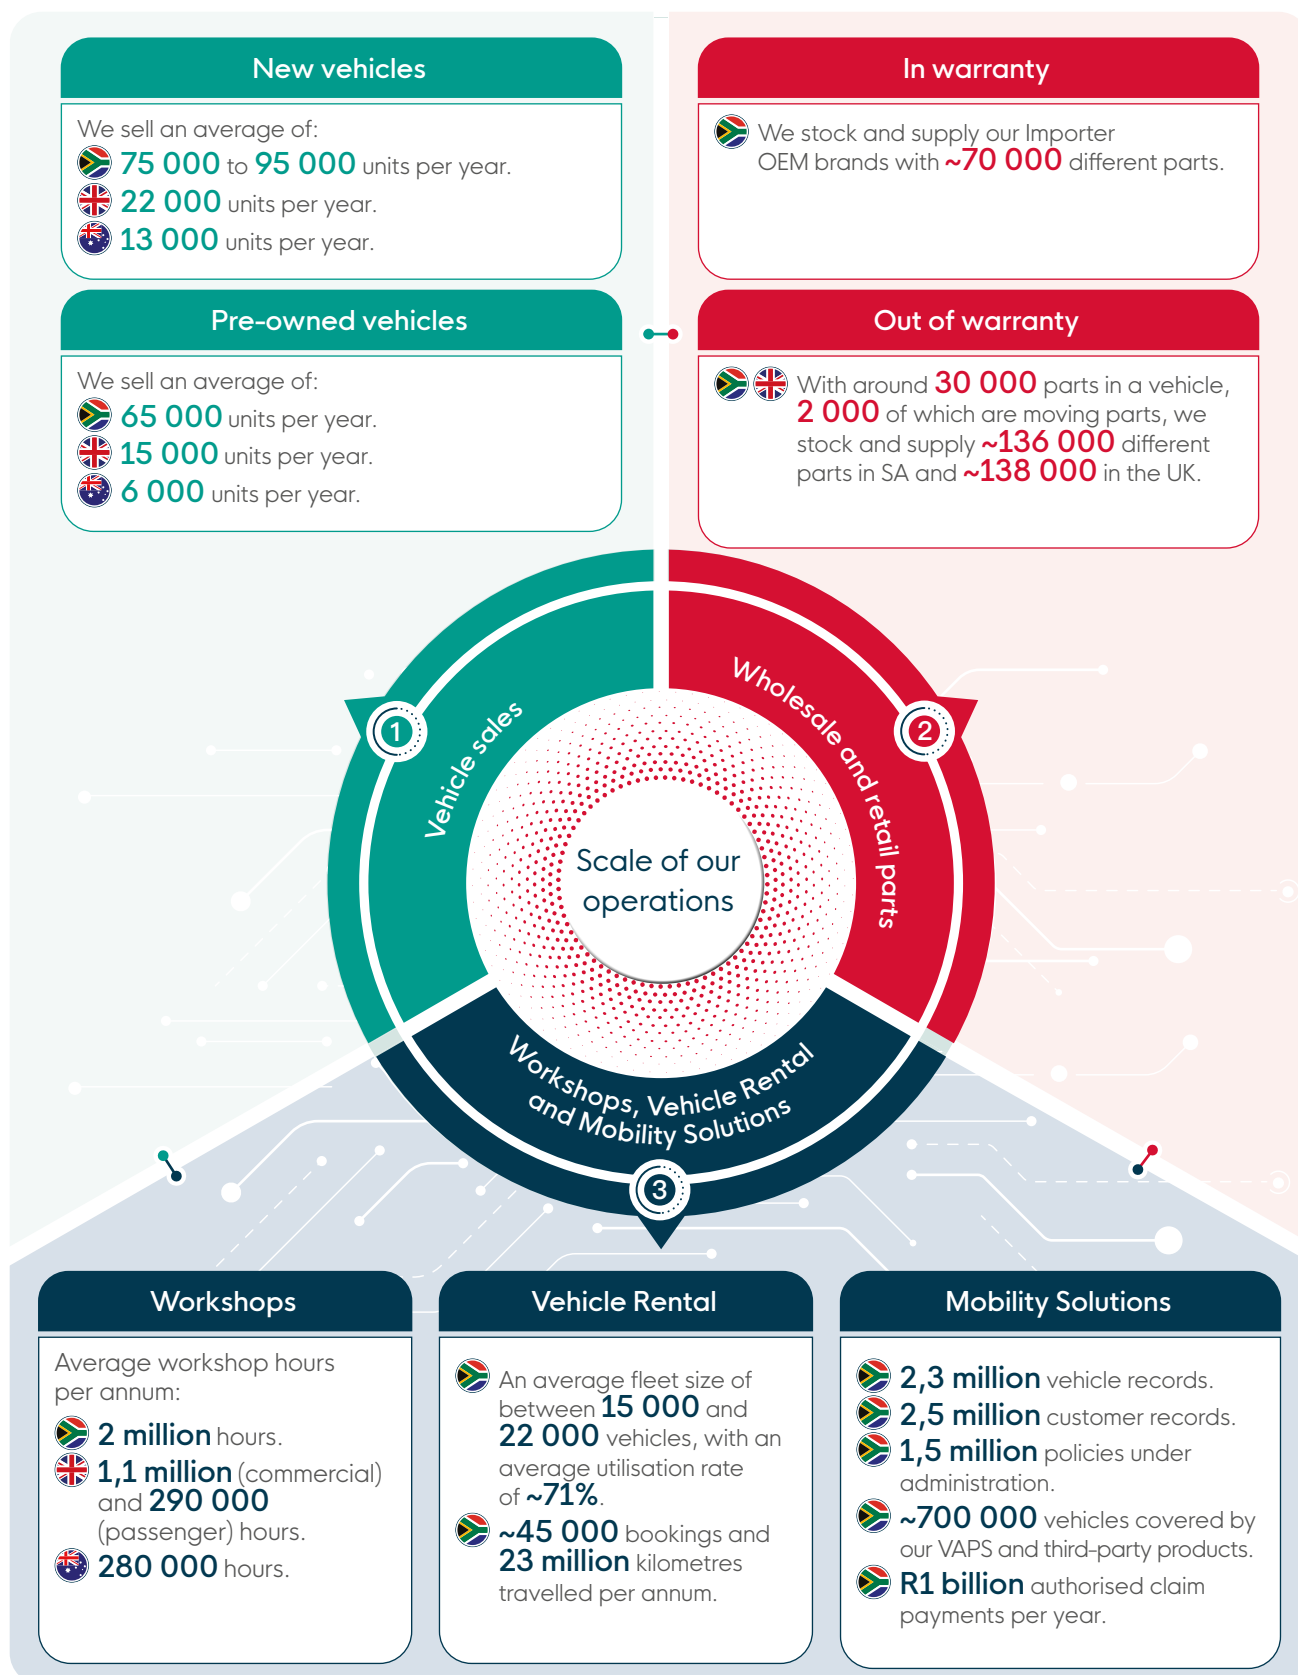 New vehicles
We sell an average of:
75 000 to 95 000 units per year.
22 000 units per year.
13 000 units per year.
Pre-owned vehicles
We sell an average of:
65 000 units per year.
15 000 units per year.
6 000 units per year.
In warranty
We stock and supply our Importer
OEM brands with ~70 000 different parts.
Out of warranty
With around 30 000 parts in a vehicle,
2 000 of which are moving parts, we
stock and supply ~136 000 different
parts in SA and ~138 000 in the UK.
1
Vehicle sales
2
Wholesale and retail parts
Scale of our
operations
Workshops, Vehicle Rental
and Mobility Solutions
3
Workshops
Average workshop hours
per annum:
2 million hours.
1,1 million (commercial)
and 290 000
(passenger) hours.
280 000 hours.
Vehicle Rental
An average fleet size of
between 15 000 and
22 000 vehicles, with an
average utilisation rate
of ~71%.
~45 000 bookings and
23 million kilometres
travelled per annum.
Mobility Solutions
2,3 million vehicle records.
2,5 million customer records.
1,5 million policies under
administration.
~700 000 vehicles covered by
our VAPS and third-party products.
R1 billion authorised claim
payments per year.